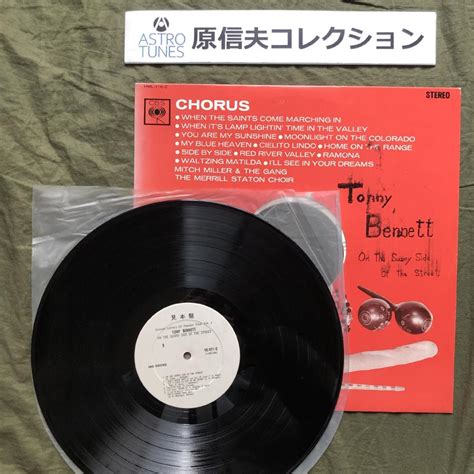 ASTRO
TUNES
原信夫コレクション
CBS
STEREO
CHORUS
● WHEN THE SAINTS COME MARCHING IN
● WHEN IT'S LAMP LIGHTIN' TIME IN THE VALLEY
● YOU ARE MY SUNSHINE ● MOONLIGHT ON THE COLORADO
● MY BLUE HEAVEN ● CIELITO LINDO ● HOME ON THE RANGE
● SIDE BY SIDE ● RED RIVER VALLEY ● RAMONA
● WALTZING MATILDA ● I'LL SEE IN YOUR DREAMS
MITCH MILLER & THE GANG
THE MERRILL STATON CHOIR
Tonny
Bennett
On the Sunny Side
Of the Street
見本盤
TONY BENNETT
ON THE SUNNY SIDE OF THE STREET